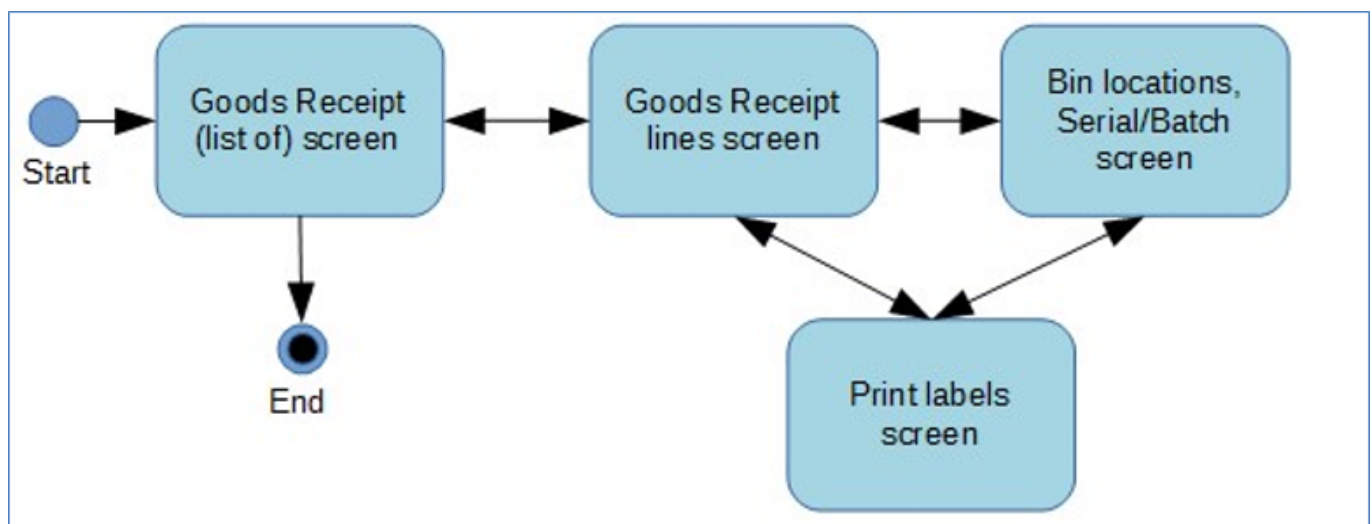 Start
Goods Receipt
(list of) screen
Goods Receipt
lines screen
Bin locations,
Serial/Batch
screen
End
Print labels
screen